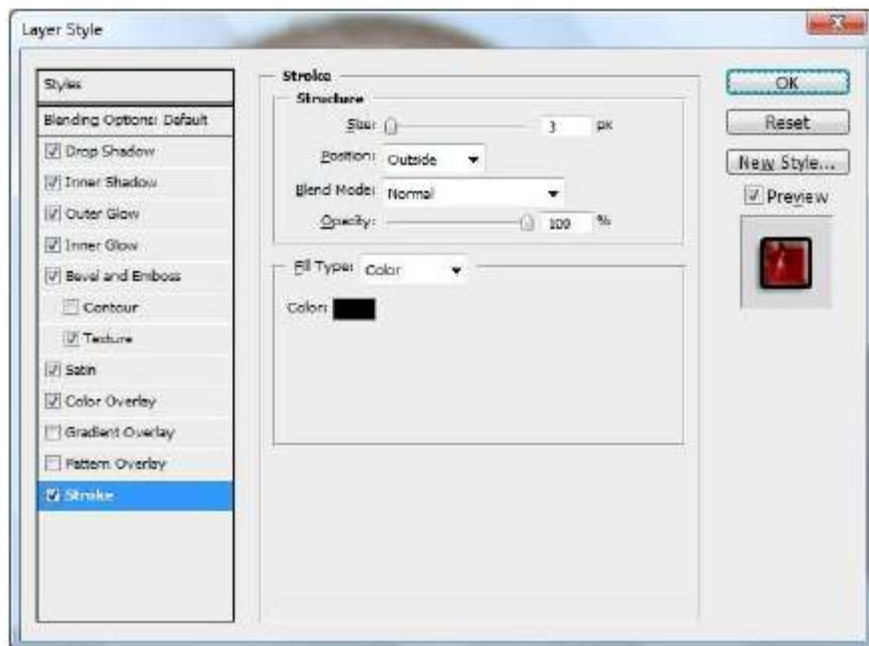 Layer Style
Styles
Blending Options: Default
Drop Shadow
Inner Shadow
Outer Glow
Inner Glow
Bevel and Emboss
Contour
Texture
Satin
Color Overlay
Gradient Overlay
Pattern Overlay
Stroke
Stroke
Structure
Size: 3 px
Position: Outside
Blend Mode: Normal
Opacity: 100 %
Fill Type: Color
Color:
OK
Reset
New Style...
Preview